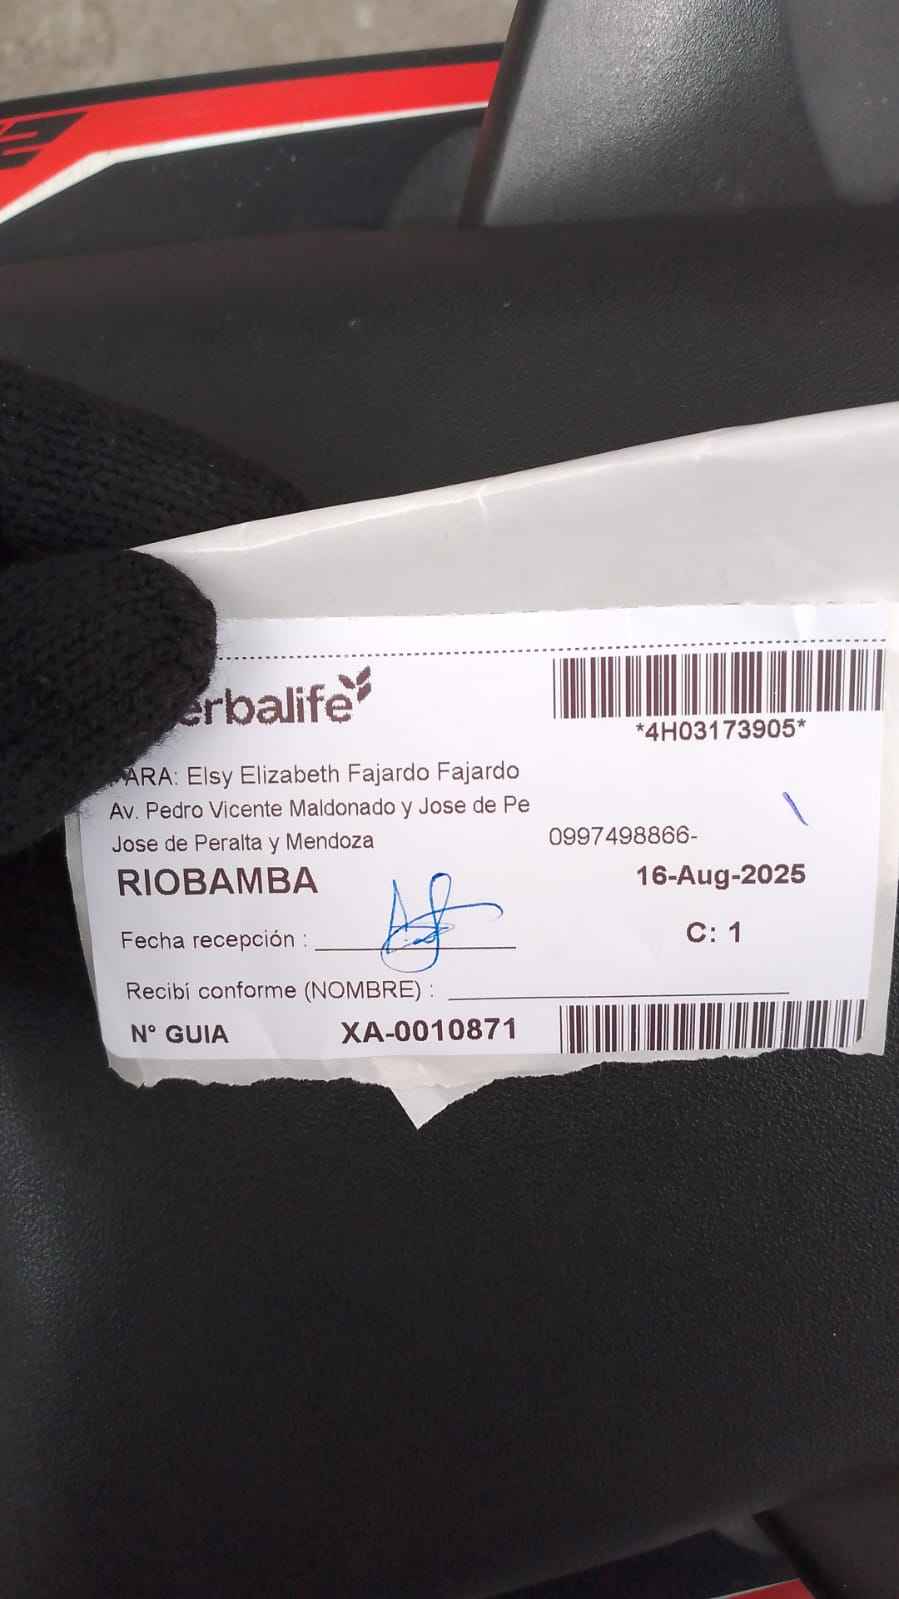 erbalife
*4H03173905*
ARA: Elsy Elizabeth Fajardo Fajardo
Av. Pedro Vicente Maldonado y Jose de Pe
Jose de Peralta y Mendoza 0997498866-
RIOBAMBA 16-Aug-2025
Fecha recepción : C: 1
Recibí conforme (NOMBRE) :
N° GUIA XA-0010871